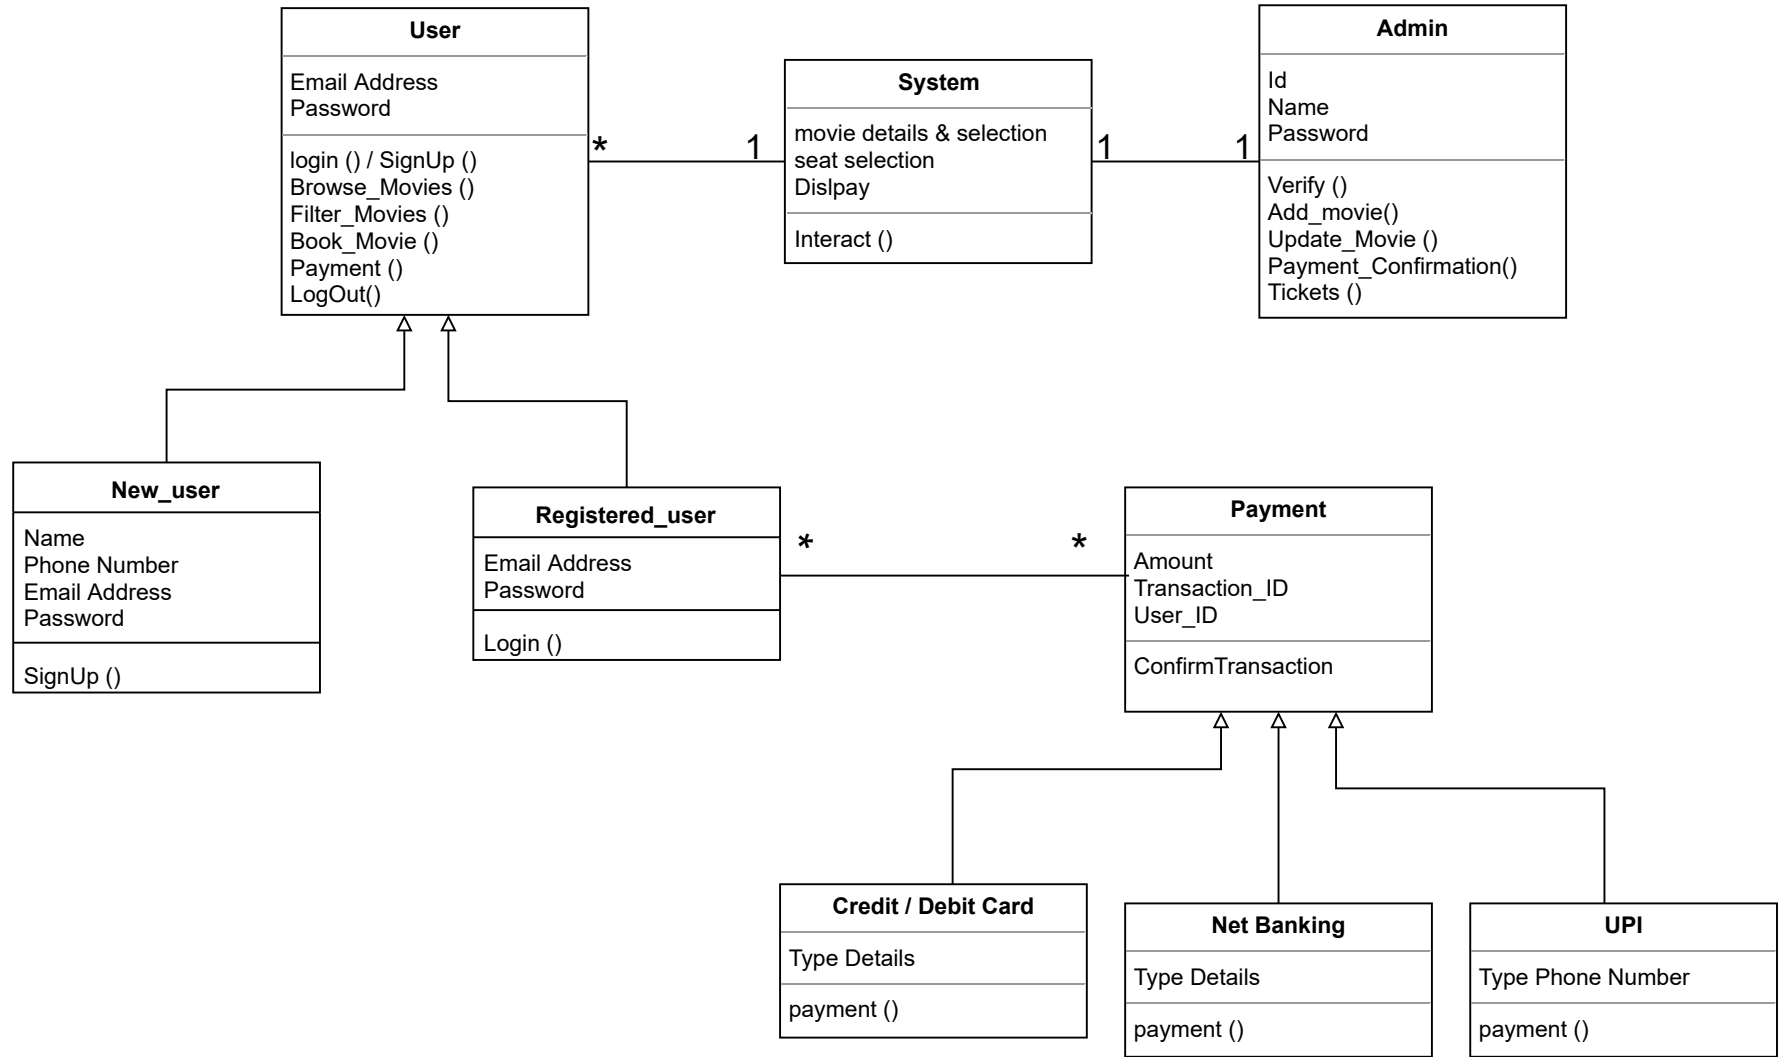 User
Email Address
Password
login () / SignUp ()
Browse_Movies ()
Filter_Movies ()
Book_Movie ()
Payment ()
LogOut()
*
1
System
movie details & selection
seat selection
Dislpay
Interact ()
1
1
Admin
Id
Name
Password
Verify ()
Add_movie()
Update_Movie ()
Payment_Confirmation()
Tickets ()
New_user
Name
Phone Number
Email Address
Password
SignUp ()
Registered_user
Email Address
Password
Login ()
*
*
Payment
Amount
Transaction_ID
User_ID
ConfirmTransaction
Credit / Debit Card
Type Details
payment ()
Net Banking
Type Details
payment ()
UPI
Type Phone Number
payment ()